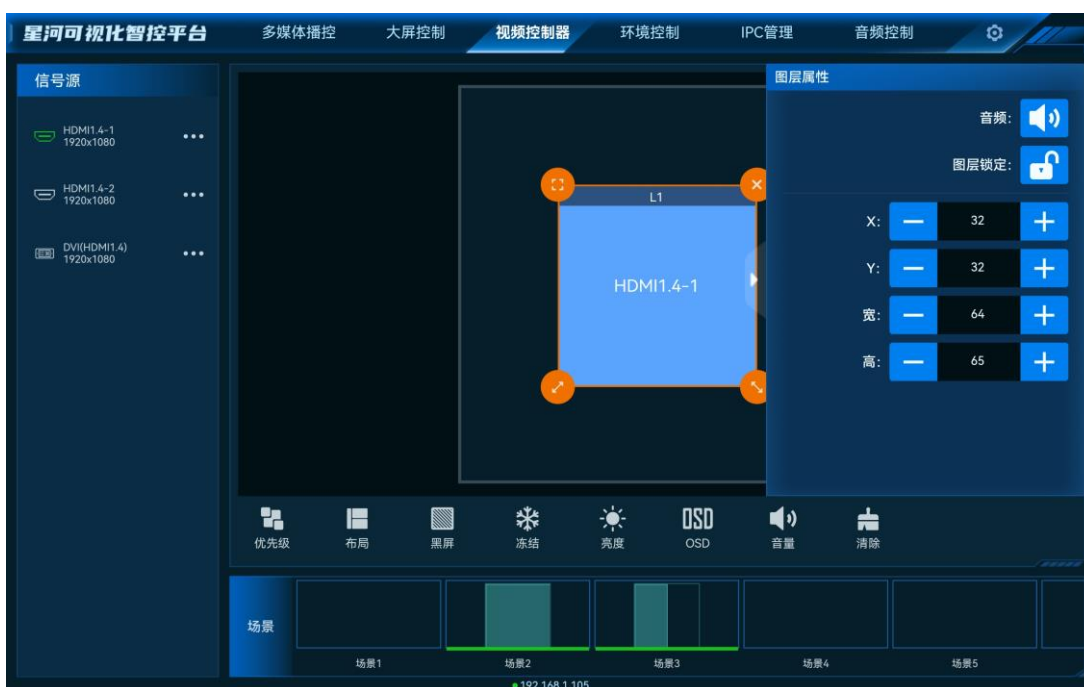 星河可视化智控平台
多媒体播控 大屏控制 视频控制器 环境控制 IPC管理 音频控制
信号源
HDMI1.4-1
1920x1080
HDMI1.4-2
1920x1080
DVI(HDMI1.4)
1920x1080
L1
HDMI1.4-1
图层属性
音频:
图层锁定:
X: 32
Y: 32
宽: 64
高: 65
OSD
优先级 布局 黑屏 冻结 亮度 OSD 音量 清除
场景
场景1 场景2 场景3 场景4 场景5
192.168.1.105